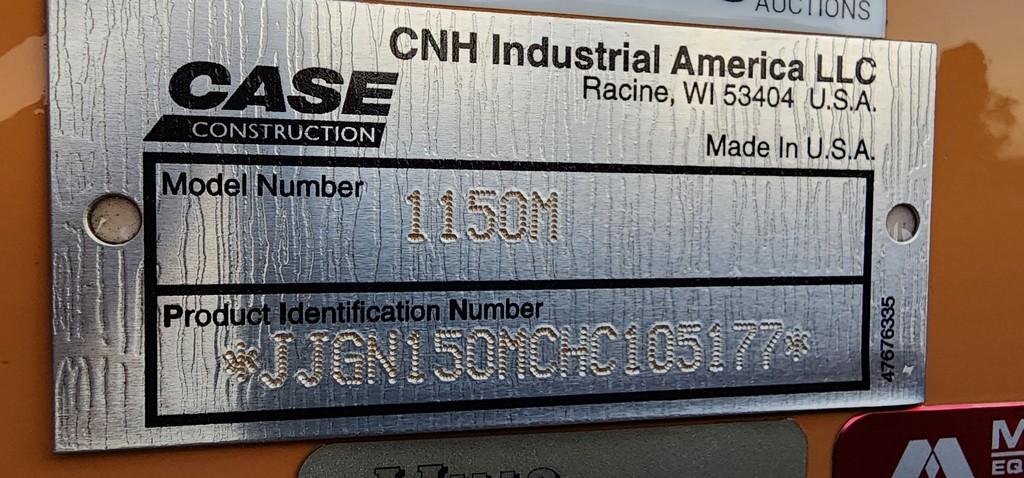 AUCTIONS
CASE
CONSTRUCTION
CNH Industrial America LLC
Racine, WI 53404 U.S.A.
Made In U.S.A.
Model Number
1150M
Product Identification Number
*JJGN150MCHC105177*
47676335
M
EQ